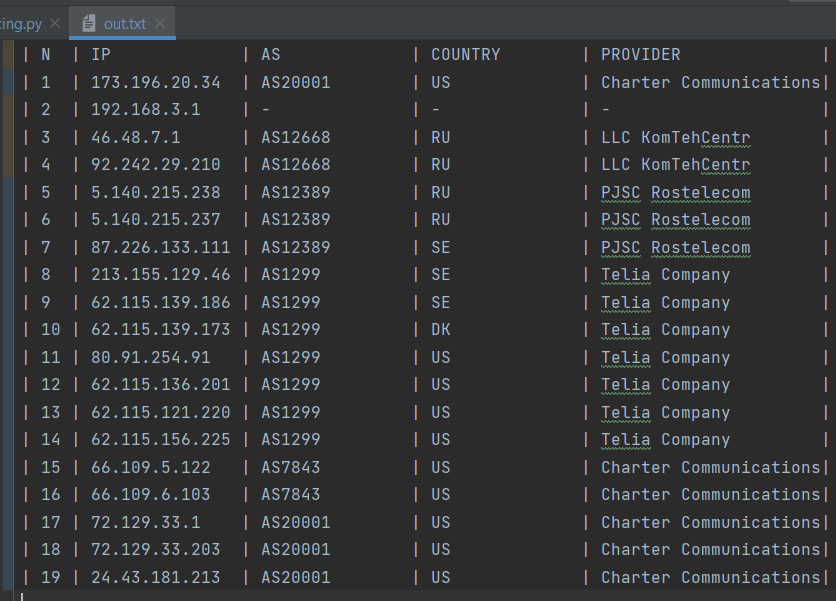 ing.py out.txt
| N | IP | AS | COUNTRY | PROVIDER |
| 1 | 173.196.20.34 | AS20001 | US | Charter Communications|
| 2 | 192.168.3.1 | - | - | - |
| 3 | 46.48.7.1 | AS12668 | RU | LLC KomTehCentr |
| 4 | 92.242.29.210 | AS12668 | RU | LLC KomTehCentr |
| 5 | 5.140.215.238 | AS12389 | RU | PJSC Rostelecom |
| 6 | 5.140.215.237 | AS12389 | RU | PJSC Rostelecom |
| 7 | 87.226.133.111 | AS12389 | SE | PJSC Rostelecom |
| 8 | 213.155.129.46 | AS1299 | SE | Telia Company |
| 9 | 62.115.139.186 | AS1299 | SE | Telia Company |
| 10 | 62.115.139.173 | AS1299 | DK | Telia Company |
| 11 | 80.91.254.91 | AS1299 | US | Telia Company |
| 12 | 62.115.136.201 | AS1299 | US | Telia Company |
| 13 | 62.115.121.220 | AS1299 | US | Telia Company |
| 14 | 62.115.156.225 | AS1299 | US | Telia Company |
| 15 | 66.109.5.122 | AS7843 | US | Charter Communications|
| 16 | 66.109.6.103 | AS7843 | US | Charter Communications|
| 17 | 72.129.33.1 | AS20001 | US | Charter Communications|
| 18 | 72.129.33.203 | AS20001 | US | Charter Communications|
| 19 | 24.43.181.213 | AS20001 | US | Charter Communications|